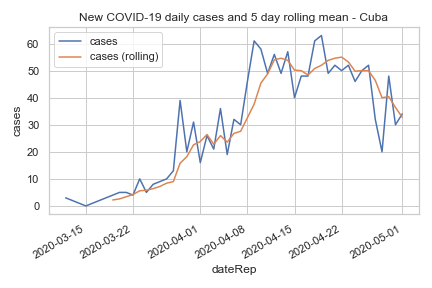 New COVID-19 daily cases and 5 day rolling mean - Cuba
cases
cases (rolling)
60
50
40
30
20
10
0
cases
2020-03-15
2020-03-22
2020-04-01
2020-04-08
2020-04-15
2020-04-22
2020-05-01
dateRep